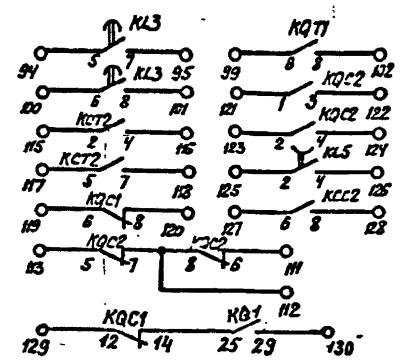 KL3 KQT1
94 5 7 95 99 6 8 102
KL3 KQC2
100 6 8 101 121 1 3 122
KCT2 KQC2
115 2 4 116 123 2 4 124
KCT2 KL5
117 5 7 118 125 2 4 126
KQC1 KCC2
119 6 8 120 127 6 8 128
KQC2 KQC2
113 5 7 8 6 111
112
KQC1 KQ1
129 12 14 25 29 130